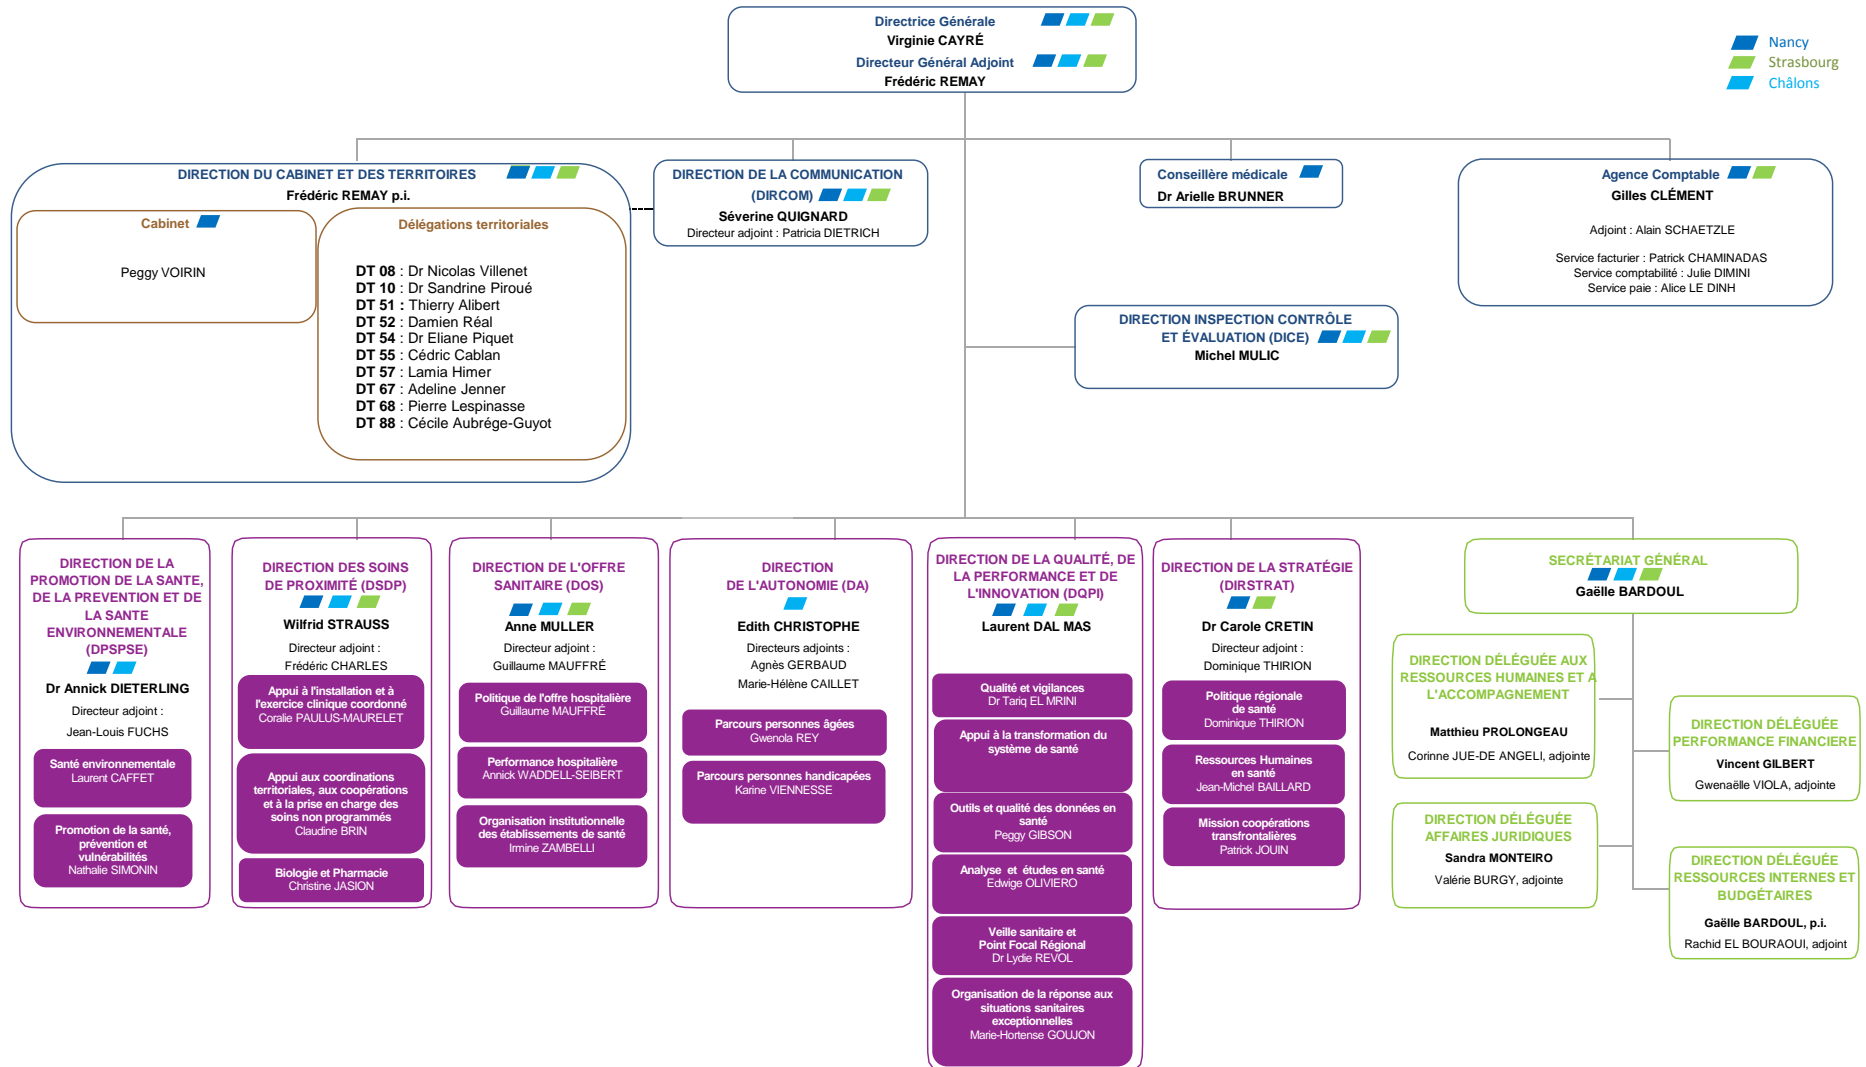 Directrice Générale
Virginie CAYRÉ
Directeur Général Adjoint
Frédéric REMAY
Nancy
Strasbourg
Châlons
DIRECTION DU CABINET ET DES TERRITOIRES
Frédéric REMAY p.i.
Cabinet
Peggy VOIRIN
Délégations territoriales
DT 08 : Dr Nicolas Villenet
DT 10 : Dr Sandrine Piroué
DT 51 : Thierry Alibert
DT 52 : Damien Réal
DT 54 : Dr Eliane Piquet
DT 55 : Cédric Cablan
DT 57 : Lamia Himer
DT 67 : Adeline Jenner
DT 68 : Pierre Lespinasse
DT 88 : Cécile Aubrége-Guyot
DIRECTION DE LA COMMUNICATION
(DIRCOM)
Séverine QUIGNARD
Directeur adjoint : Patricia DIETRICH
Conseillère médicale
Dr Arielle BRUNNER
Agence Comptable
Gilles CLÉMENT
Adjoint : Alain SCHAETZLE
Service facturier : Patrick CHAMINADAS
Service comptabilité : Julie DIMINI
Service paie : Alice LE DINH
DIRECTION INSPECTION CONTRÔLE
ET ÉVALUATION (DICE)
Michel MULIC
DIRECTION DE LA
PROMOTION DE LA SANTE,
DE LA PREVENTION ET DE
LA SANTE
ENVIRONNEMENTALE
(DPSPSE)
Dr Annick DIETERLING
Directeur adjoint :
Jean-Louis FUCHS
Santé environnementale
Laurent CAFFET
Promotion de la santé,
prévention et
vulnérabilités
Nathalie SIMONIN
DIRECTION DES SOINS
DE PROXIMITÉ (DSDP)
Wilfrid STRAUSS
Directeur adjoint :
Frédéric CHARLES
Appui à l'installation et à
l'exercice clinique coordonné
Coralie PAULUS-MAURELET
Appui aux coordinations
territoriales, aux coopérations
et à la prise en charge des
soins non programmés
Claudine BRIN
Biologie et Pharmacie
Christine JASION
DIRECTION DE L'OFFRE
SANITAIRE (DOS)
Anne MULLER
Directeur adjoint :
Guillaume MAUFFRÉ
Politique de l'offre hospitalière
Guillaume MAUFFRÉ
Performance hospitalière
Annick WADDELL-SEIBERT
Organisation institutionnelle
des établissements de santé
Irmine ZAMBELLI
DIRECTION
DE L'AUTONOMIE (DA)
Edith CHRISTOPHE
Directeurs adjoints :
Agnès GERBAUD
Marie-Hélène CAILLET
Parcours personnes âgées
Gwenola REY
Parcours personnes handicapées
Karine VIENNESSE
DIRECTION DE LA QUALITÉ, DE
LA PERFORMANCE ET DE
L'INNOVATION (DQPI)
Laurent DAL MAS
Qualité et vigilances
Dr Tariq EL MRINI
Appui à la transformation du
système de santé
Outils et qualité des données en
santé
Peggy GIBSON
Analyse et études en santé
Edwige OLIVIERO
Veille sanitaire et
Point Focal Régional
Dr Lydie REVOL
Organisation de la réponse aux
situations sanitaires
exceptionnelles
Marie-Hortense GOUJON
DIRECTION DE LA STRATÉGIE
(DIRSTRAT)
Dr Carole CRETIN
Directeur adjoint :
Dominique THIRION
Politique régionale
de santé
Dominique THIRION
Ressources Humaines
en santé
Jean-Michel BAILLARD
Mission coopérations
transfrontalières
Patrick JOUIN
SECRÉTARIAT GÉNÉRAL
Gaëlle BARDOUL
DIRECTION DÉLÉGUÉE AUX
RESSOURCES HUMAINES ET A
L'ACCOMPAGNEMENT
Matthieu PROLONGEAU
Corinne JUE-DE ANGELI, adjointe
DIRECTION DÉLÉGUÉE
PERFORMANCE FINANCIERE
Vincent GILBERT
Gwenaëlle VIOLA, adjointe
DIRECTION DÉLÉGUÉE
AFFAIRES JURIDIQUES
Sandra MONTEIRO
Valérie BURGY, adjointe
DIRECTION DÉLÉGUÉE
RESSOURCES INTERNES ET
BUDGÉTAIRES
Gaëlle BARDOUL, p.i.
Rachid EL BOURAOUI, adjoint